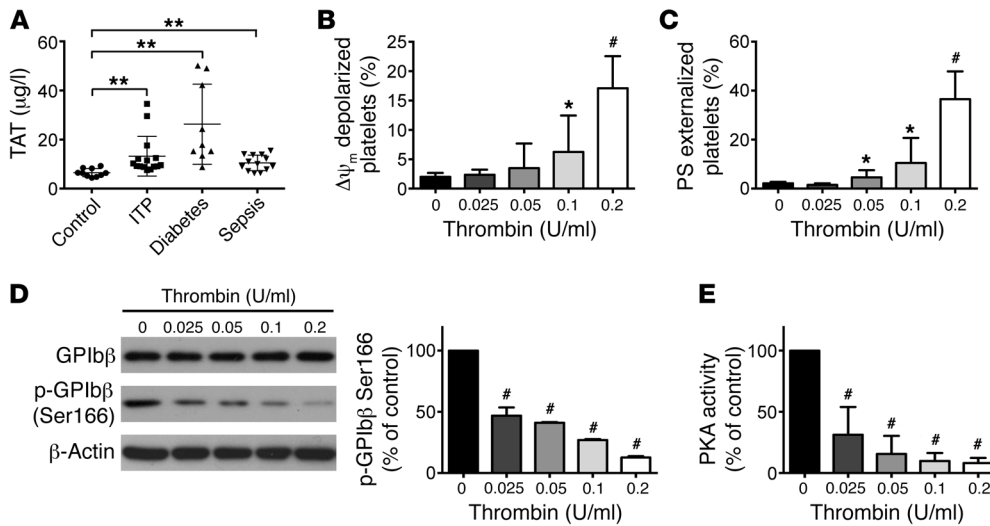 A
TAT (μg/l)
60
40
20
0
**
**
**
Control
ITP
Diabetes
Sepsis
B
Δψm depolarized
platelets (%)
25
20
15
10
5
0
*
#
0 0.025 0.05 0.1 0.2
Thrombin (U/ml)
C
PS externalized
platelets (%)
60
40
20
0
*
*
#
0 0.025 0.05 0.1 0.2
Thrombin (U/ml)
D
Thrombin (U/ml)
0 0.025 0.05 0.1 0.2
GPIbβ
p-GPIbβ
(Ser166)
β-Actin
p-GPIbβ Ser166
(% of control)
100
50
0
#
#
#
#
0 0.025 0.05 0.1 0.2
Thrombin (U/ml)
E
PKA activity
(% of control)
100
50
0
#
#
#
#
0 0.025 0.05 0.1 0.2
Thrombin (U/ml)